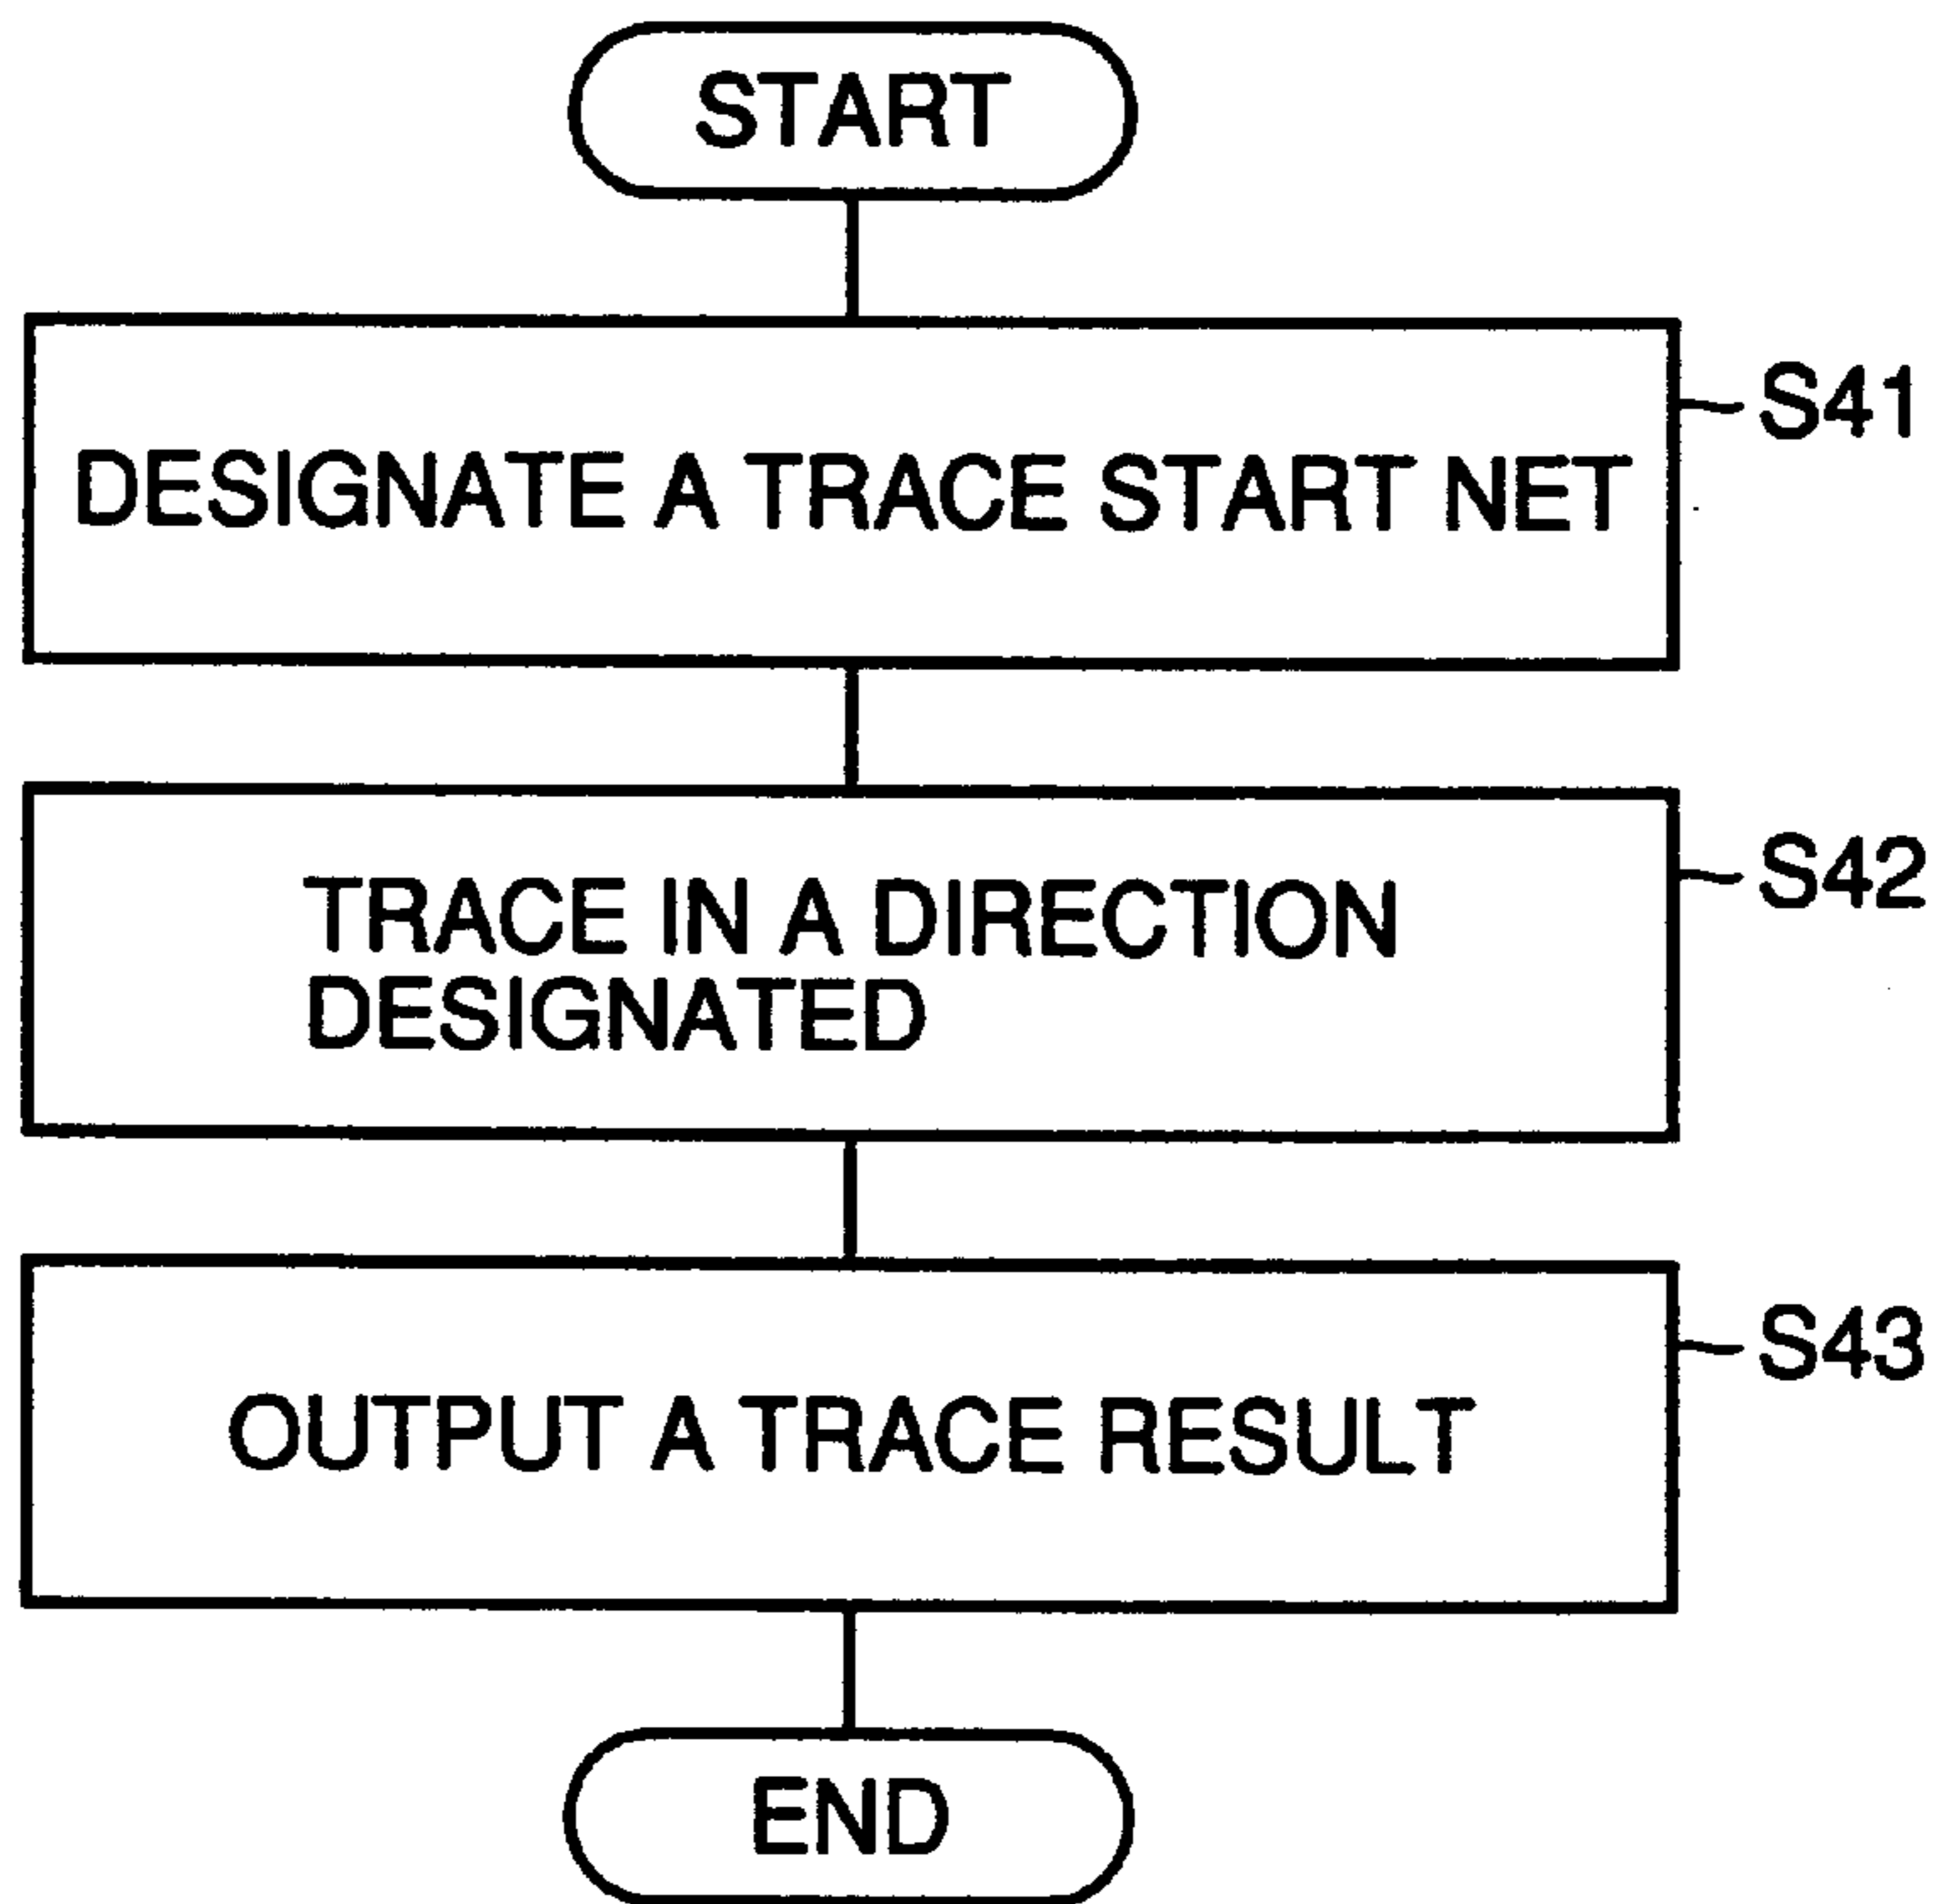 START
S41
DESIGNATE A TRACE START NET
S42
TRACE IN A DIRECTION
DESIGNATED
S43
OUTPUT A TRACE RESULT
END